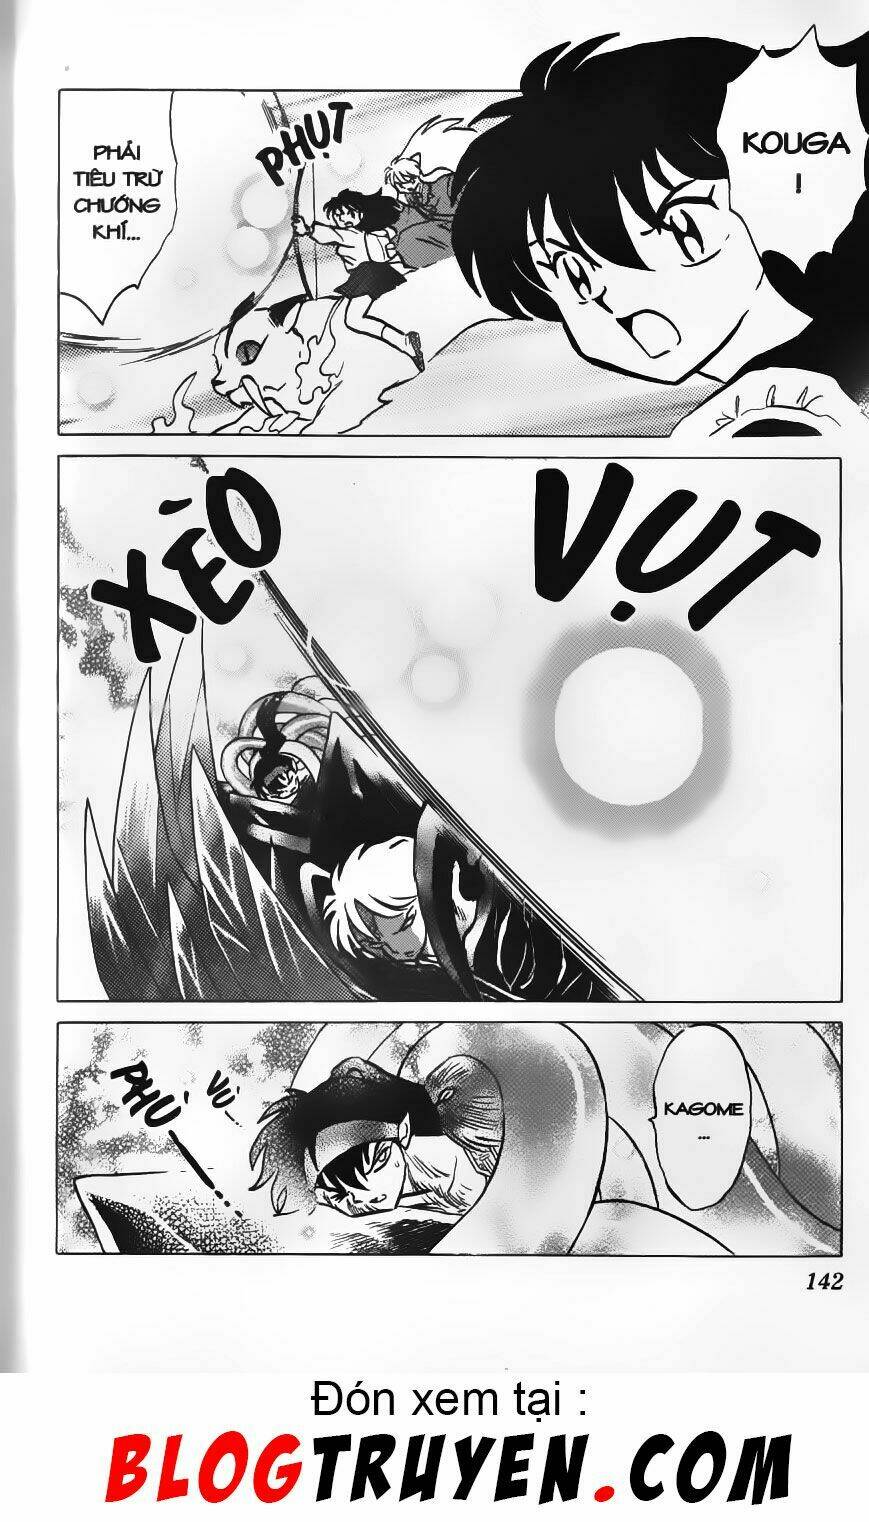 KOUGA
!
PHỤT
PHẢI
TIÊU TRỪ
CHƯỚNG
KHÍ...
VỤT
XÈO
KAGOME
...
PHÙ
VÙ...
142
Đón xem tại :
BLOGTRUYEN.COM